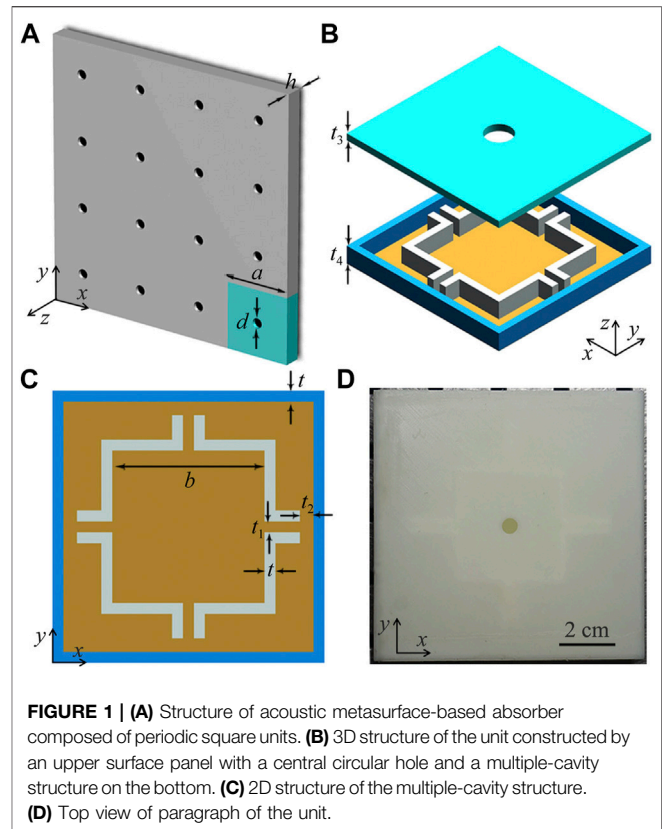 A
h
a
d
y
x
z
B
t3
t4
z
x
y
C
t
b
t2
t1
t
y
x
D
y
x
2 cm
FIGURE 1 | (A) Structure of acoustic metasurface-based absorber
composed of periodic square units. (B) 3D structure of the unit constructed by
an upper surface panel with a central circular hole and a multiple-cavity
structure on the bottom. (C) 2D structure of the multiple-cavity structure.
(D) Top view of paragraph of the unit.